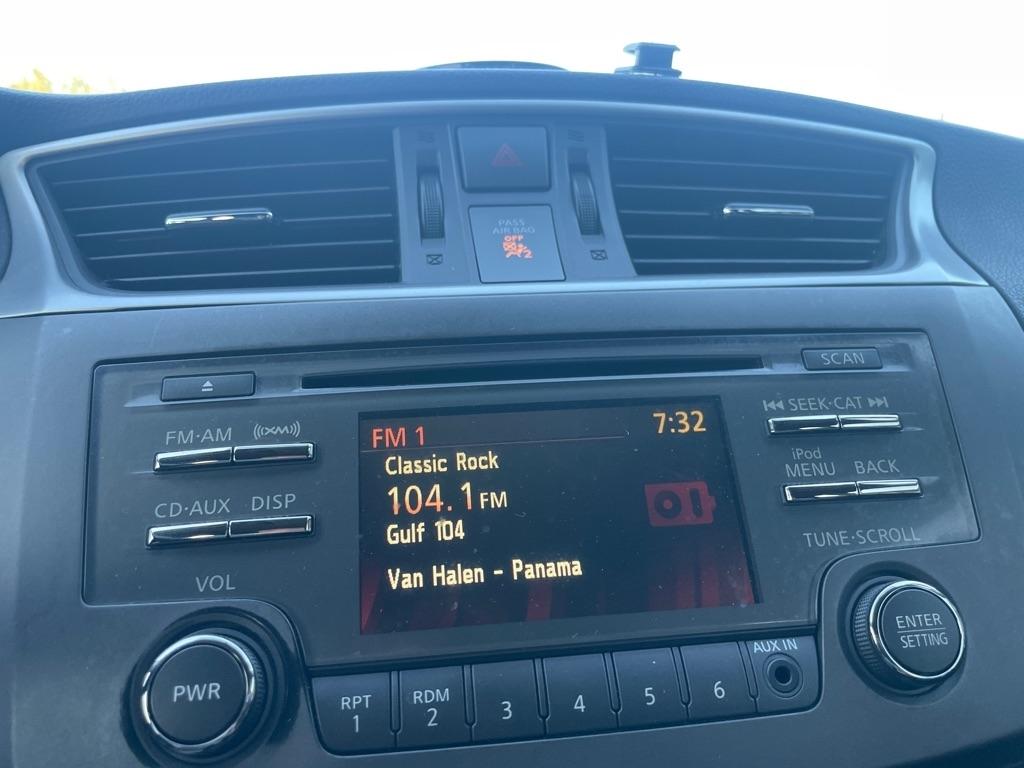 PASS
AIR BAG
OFF
2
SCAN
FM·AM
XM
SEEK·CAT
iPod
MENU
BACK
CD·AUX
DISP
FM 1
7:32
Classic Rock
104.1 FM
Gulf 104
Van Halen - Panama
TUNE·SCROLL
VOL
PWR
ENTER
SETTING
RPT
1
RDM
2
3
4
5
6
AUX IN